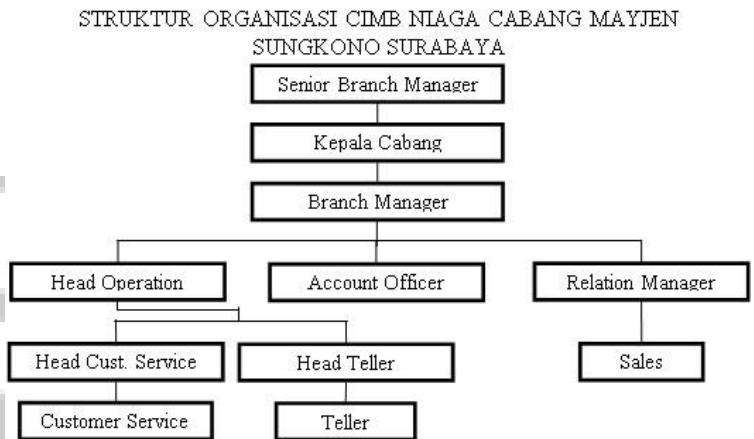 STRUKTUR ORGANISASI CIMB NIAGA CABANG MAYJEN
SUNGKONO SURABAYA
Senior Branch Manager
Kepala Cabang
Branch Manager
Head Operation
Account Officer
Relation Manager
Head Cust. Service
Head Teller
Sales
Customer Service
Teller